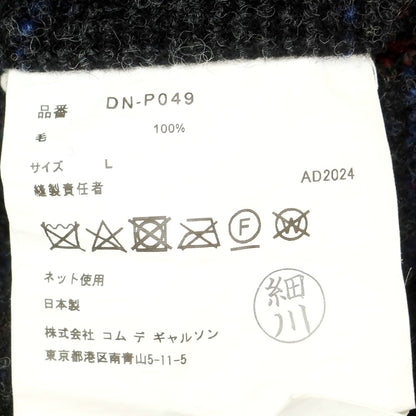 品番 DN-P049
毛 100%
サイズ L
縫製責任者 AD2024
F W
ネット使用
日本製
細川
株式会社 コム デ ギャルソン
東京都港区南青山5-11-5